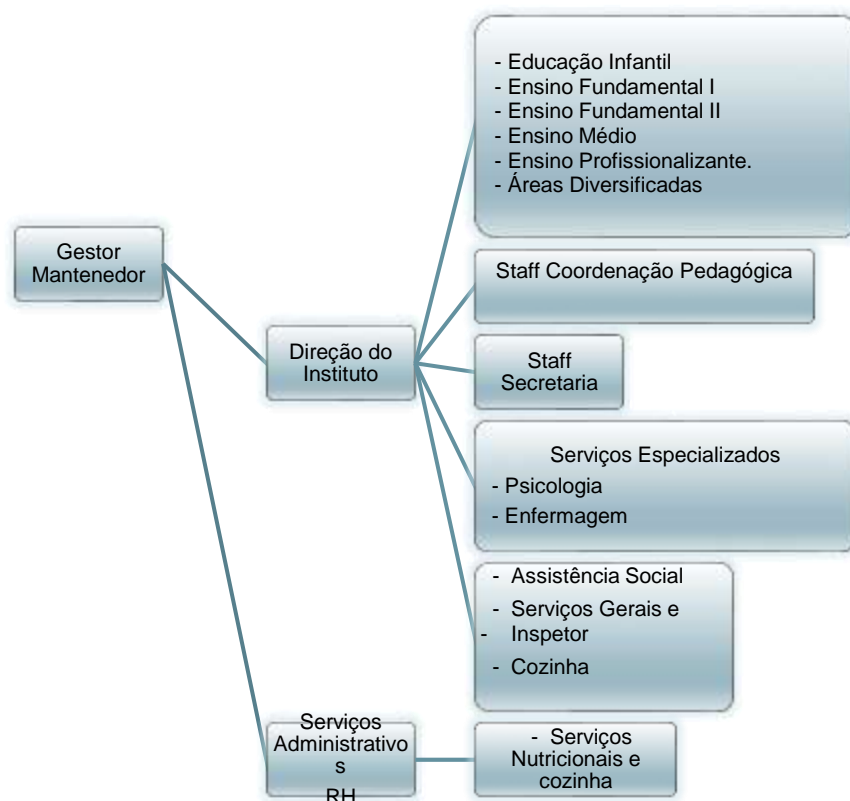 - Educação Infantil
- Ensino Fundamental I
- Ensino Fundamental II
- Ensino Médio
- Ensino Profissionalizante.
- Áreas Diversificadas
Gestor
Mantenedor
Staff Coordenação Pedagógica
Direção do
Instituto
Staff
Secretaria
Serviços Especializados
- Psicologia
- Enfermagem
- Assistência Social
- Serviços Gerais e
- Inspetor
- Cozinha
Serviços
Administrativo
s
RH
- Serviços
Nutricionais e
cozinha